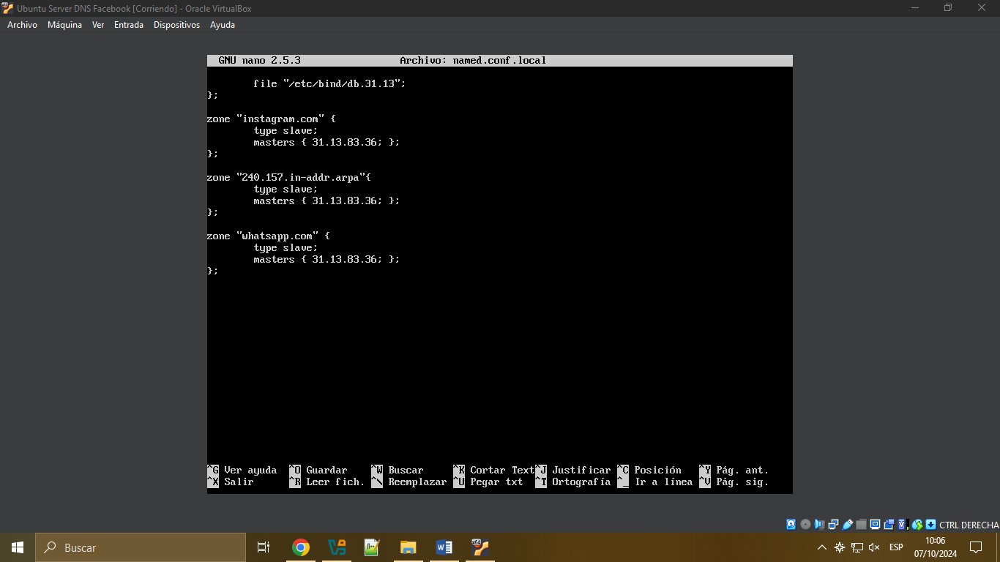 Ubuntu Server DNS Facebook [Corriendo] - Oracle VirtualBox
Archivo Máquina Ver Entrada Dispositivos Ayuda
GNU nano 2.5.3 Archivo: named.conf.local
file "/etc/bind/db.31.13";
};
zone "instagram.com" {
type slave;
masters { 31.13.83.36; };
};
zone "240.157.in-addr.arpa"{
type slave;
masters { 31.13.83.36; };
};
zone "whatsapp.com" {
type slave;
masters { 31.13.83.36; };
};
^G Ver ayuda ^O Guardar ^W Buscar ^K Cortar Text ^J Justificar ^C Posición ^Y Pág. ant.
^X Salir ^R Leer fich. ^\ Reemplazar ^U Pegar txt ^T Ortografía ^_ Ir a línea ^V Pág. sig.
CTRL DERECHA
Buscar
ESP
10:06
07/10/2024